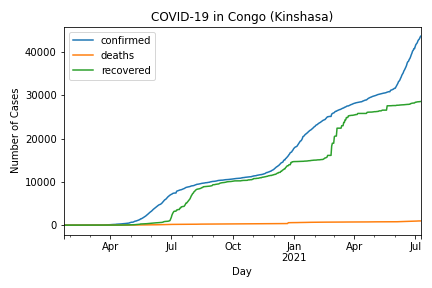 COVID-19 in Congo (Kinshasa)
confirmed
deaths
recovered
Number of Cases
40000
30000
20000
10000
0
Apr Jul Oct Jan Apr Jul
2021
Day